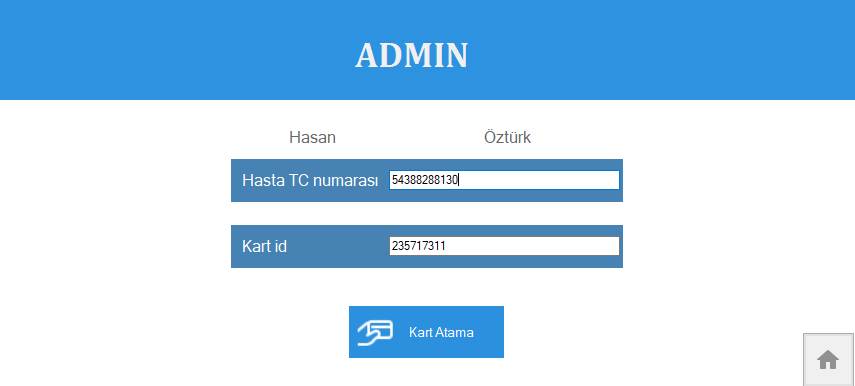 ADMIN
Hasan Öztürk
Hasta TC numarası 54388288130
Kart id 235717311
Kart Atama